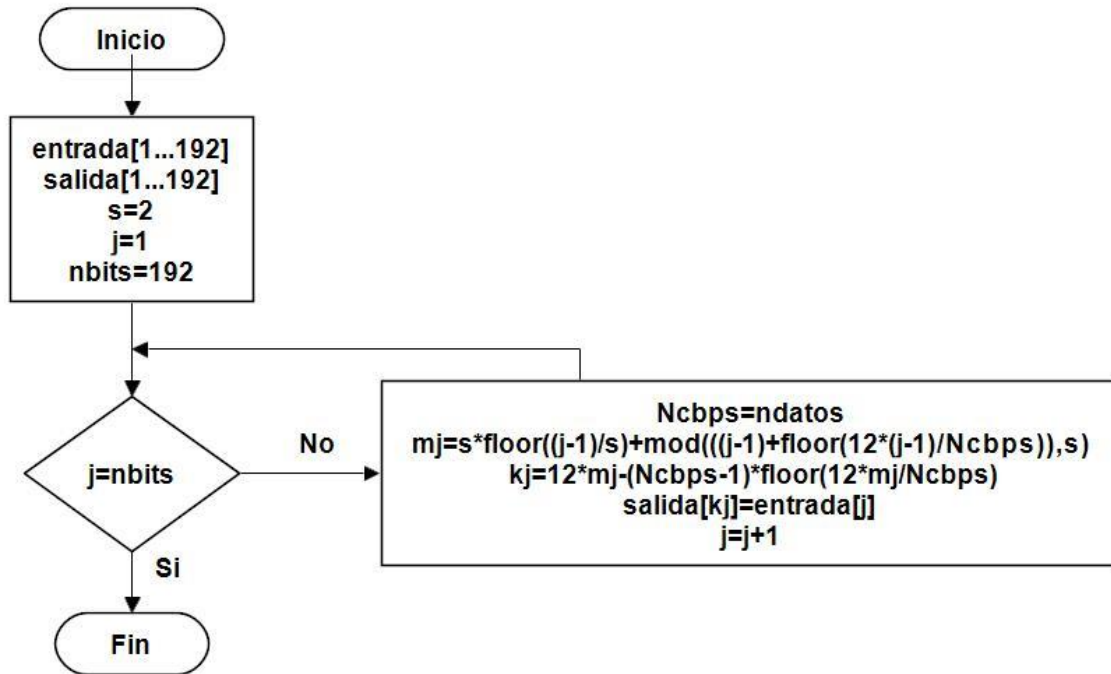 Inicio
entrada[1...192]
salida[1...192]
s=2
j=1
nbits=192
j=nbits
No
Ncbps=ndatos
mj=s*floor((j-1)/s)+mod(((j-1)+floor(12*(j-1)/Ncbps)),s)
kj=12*mj-(Ncbps-1)*floor(12*mj/Ncbps)
salida[kj]=entrada[j]
j=j+1
Si
Fin